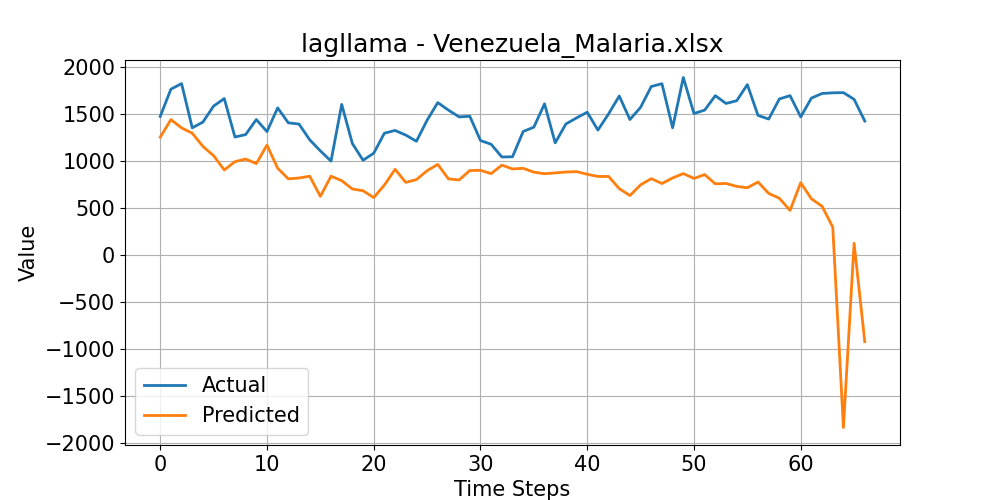 lagllama - Venezuela_Malaria.xlsx
2000
1500
1000
500
0
−500
−1000
−1500
−2000
Value
Actual
Predicted
0 10 20 30 40 50 60
Time Steps